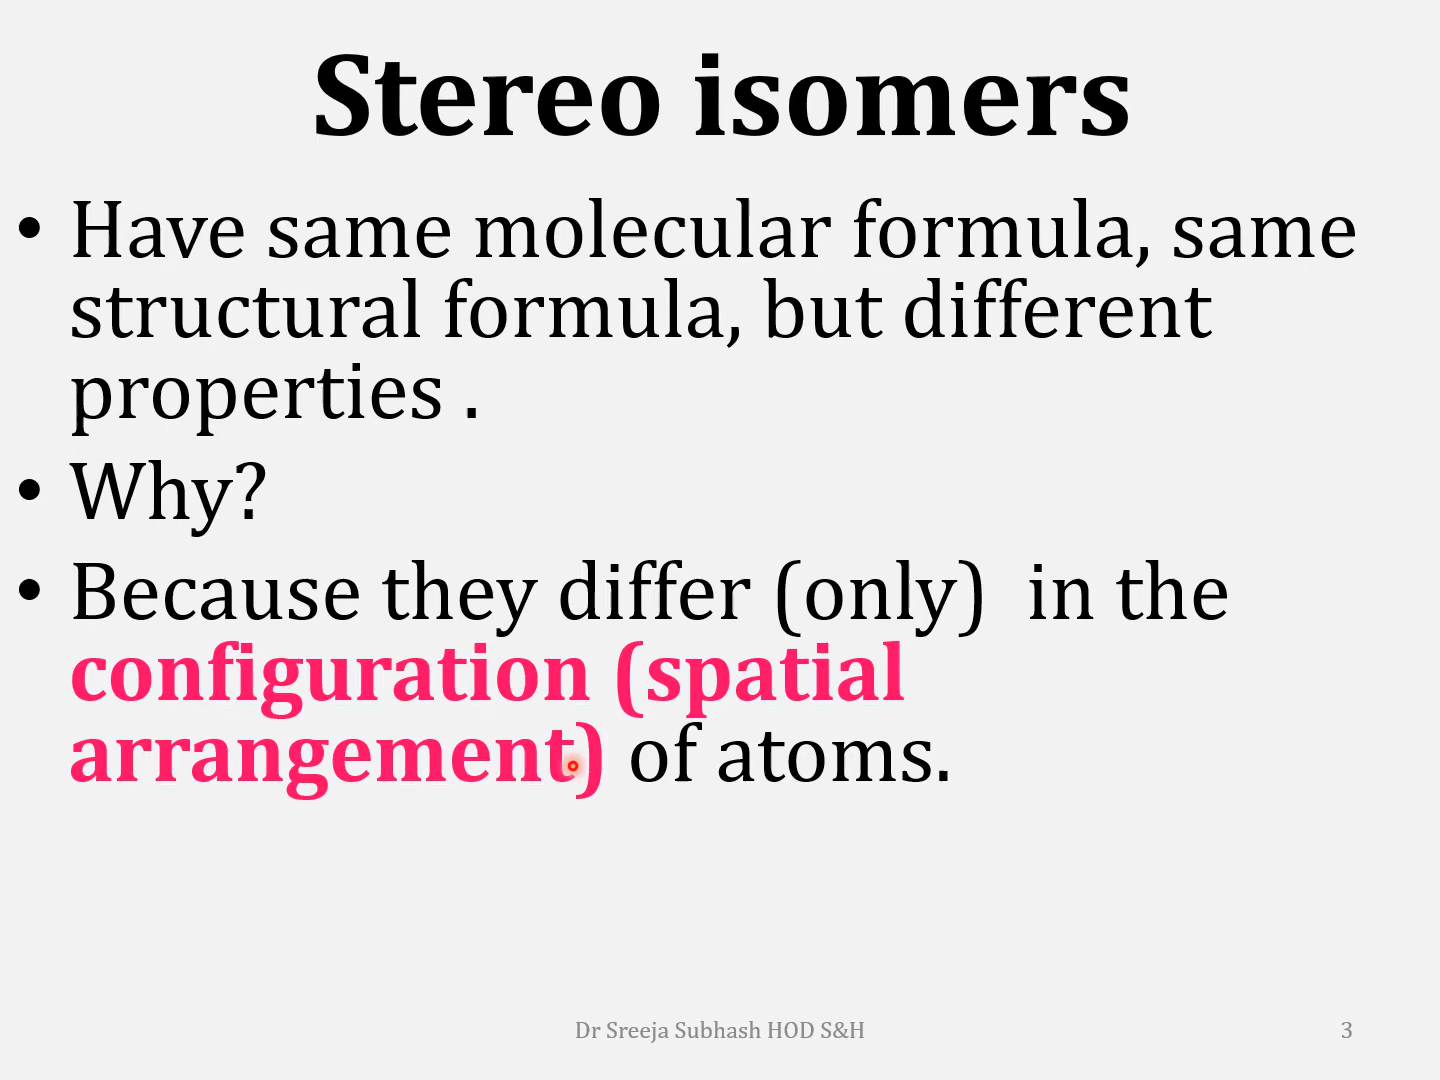 Stereo isomers
• Have same molecular formula, same
structural formula, but different
properties .
• Why?
• Because they differ (only)  in the
configuration (spatial
arrangement) of atoms.
Dr Sreeja Subhash HOD S&H
3